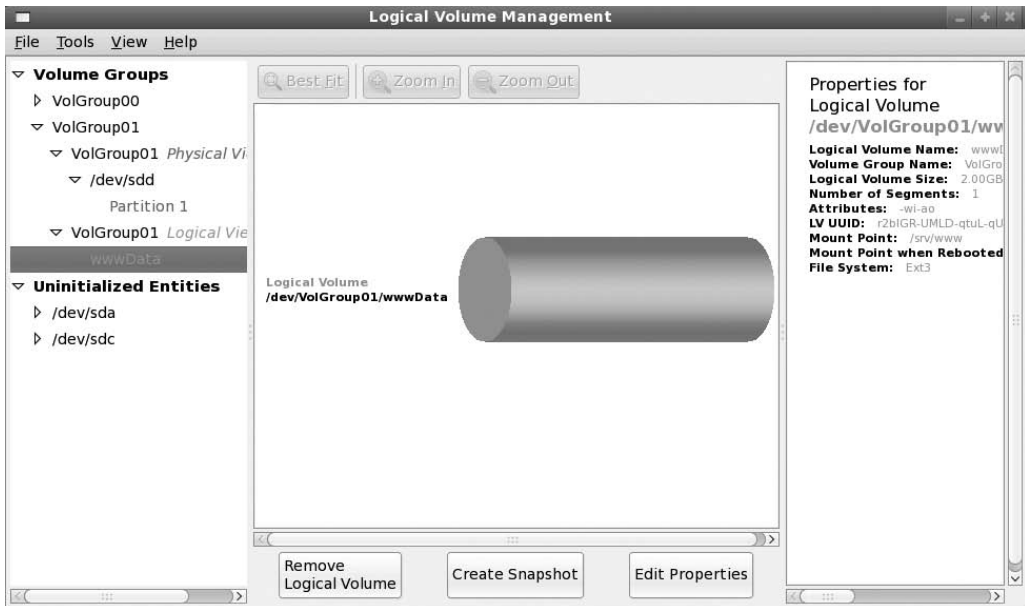 Logical Volume Management
File Tools View Help
Volume Groups
VolGroup00
VolGroup01
VolGroup01 Physical Vi
/dev/sdd
Partition 1
VolGroup01 Logical Vie
wwwData
Uninitialized Entities
/dev/sda
/dev/sdc
Best Fit Zoom In Zoom Out
Logical Volume
/dev/VolGroup01/wwwData
Remove
Logical Volume
Create Snapshot
Edit Properties
Properties for
Logical Volume
/dev/VolGroup01/ww
Logical Volume Name: wwwD
Volume Group Name: VolGro
Logical Volume Size: 2.00GB
Number of Segments: 1
Attributes: -wi-ao
LV UUID: r2bIGR-UMLD-qtuL-qU
Mount Point: /srv/www
Mount Point when Rebooted
File System: Ext3